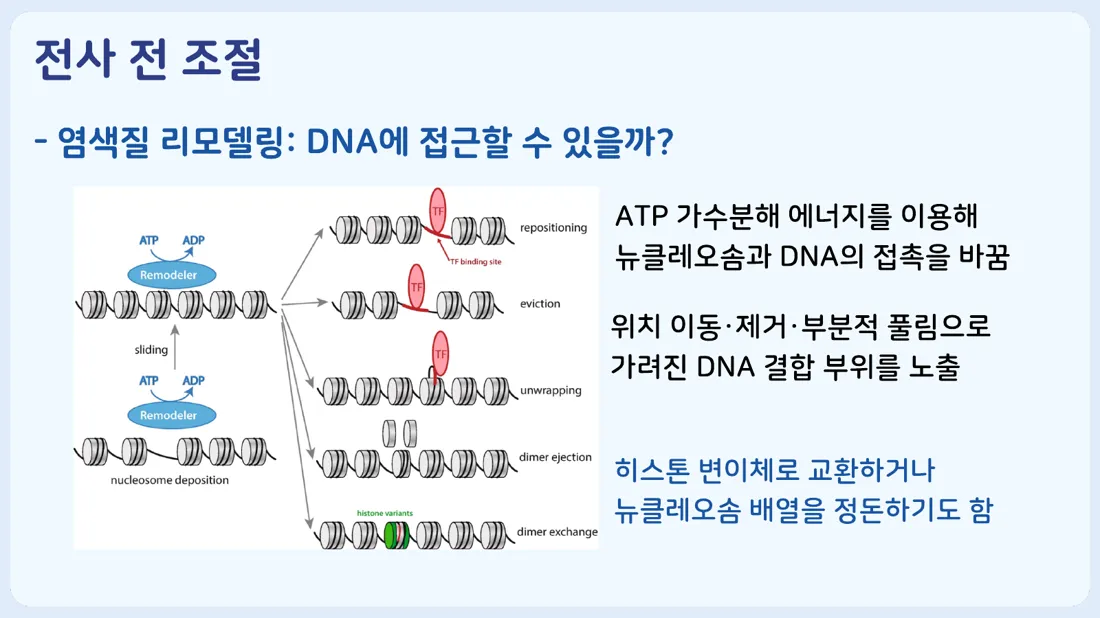 전사 전 조절
- 염색질 리모델링: DNA에 접근할 수 있을까?
ATP ADP
Remodeler
sliding
ATP ADP
Remodeler
nucleosome deposition
TF
repositioning
TF binding site
TF
eviction
TF
unwrapping
dimer ejection
histone variants
dimer exchange
ATP 가수분해 에너지를 이용해
뉴클레오솜과 DNA의 접촉을 바꿈
위치 이동·제거·부분적 풀림으로
가려진 DNA 결합 부위를 노출
히스톤 변이체로 교환하거나
뉴클레오솜 배열을 정돈하기도 함